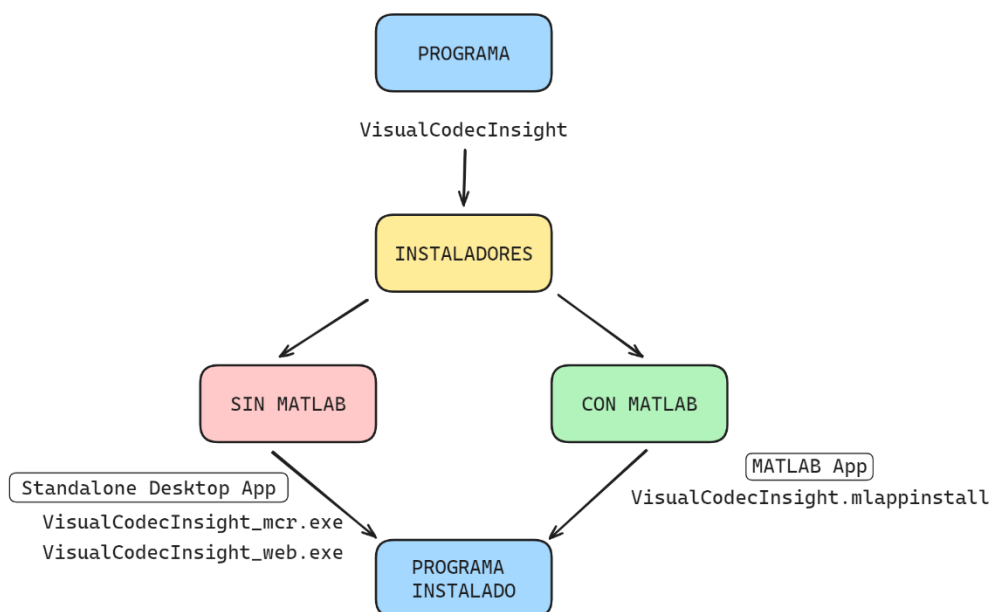 PROGRAMA
VisualCodecInsight
INSTALADORES
SIN MATLAB
CON MATLAB
Standalone Desktop App
VisualCodecInsight_mcr.exe
VisualCodecInsight_web.exe
MATLAB App
VisualCodecInsight.mlappinstall
PROGRAMA
INSTALADO